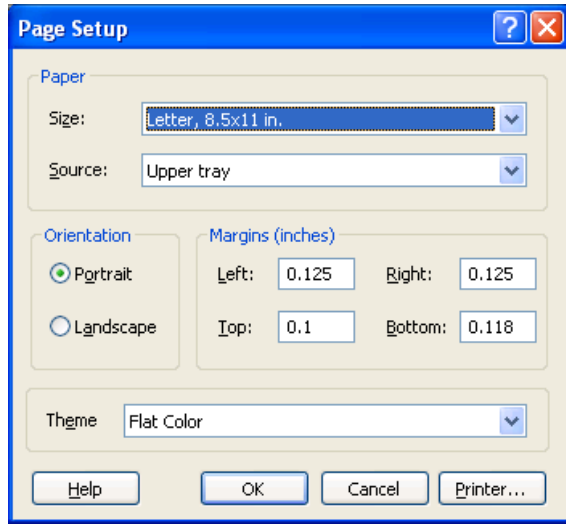 Page Setup
Paper
Size: Letter, 8.5x11 in.
Source: Upper tray
Orientation
Portrait
Landscape
Margins (inches)
Left: 0.125 Right: 0.125
Top: 0.1 Bottom: 0.118
Theme Flat Color
Help OK Cancel Printer...